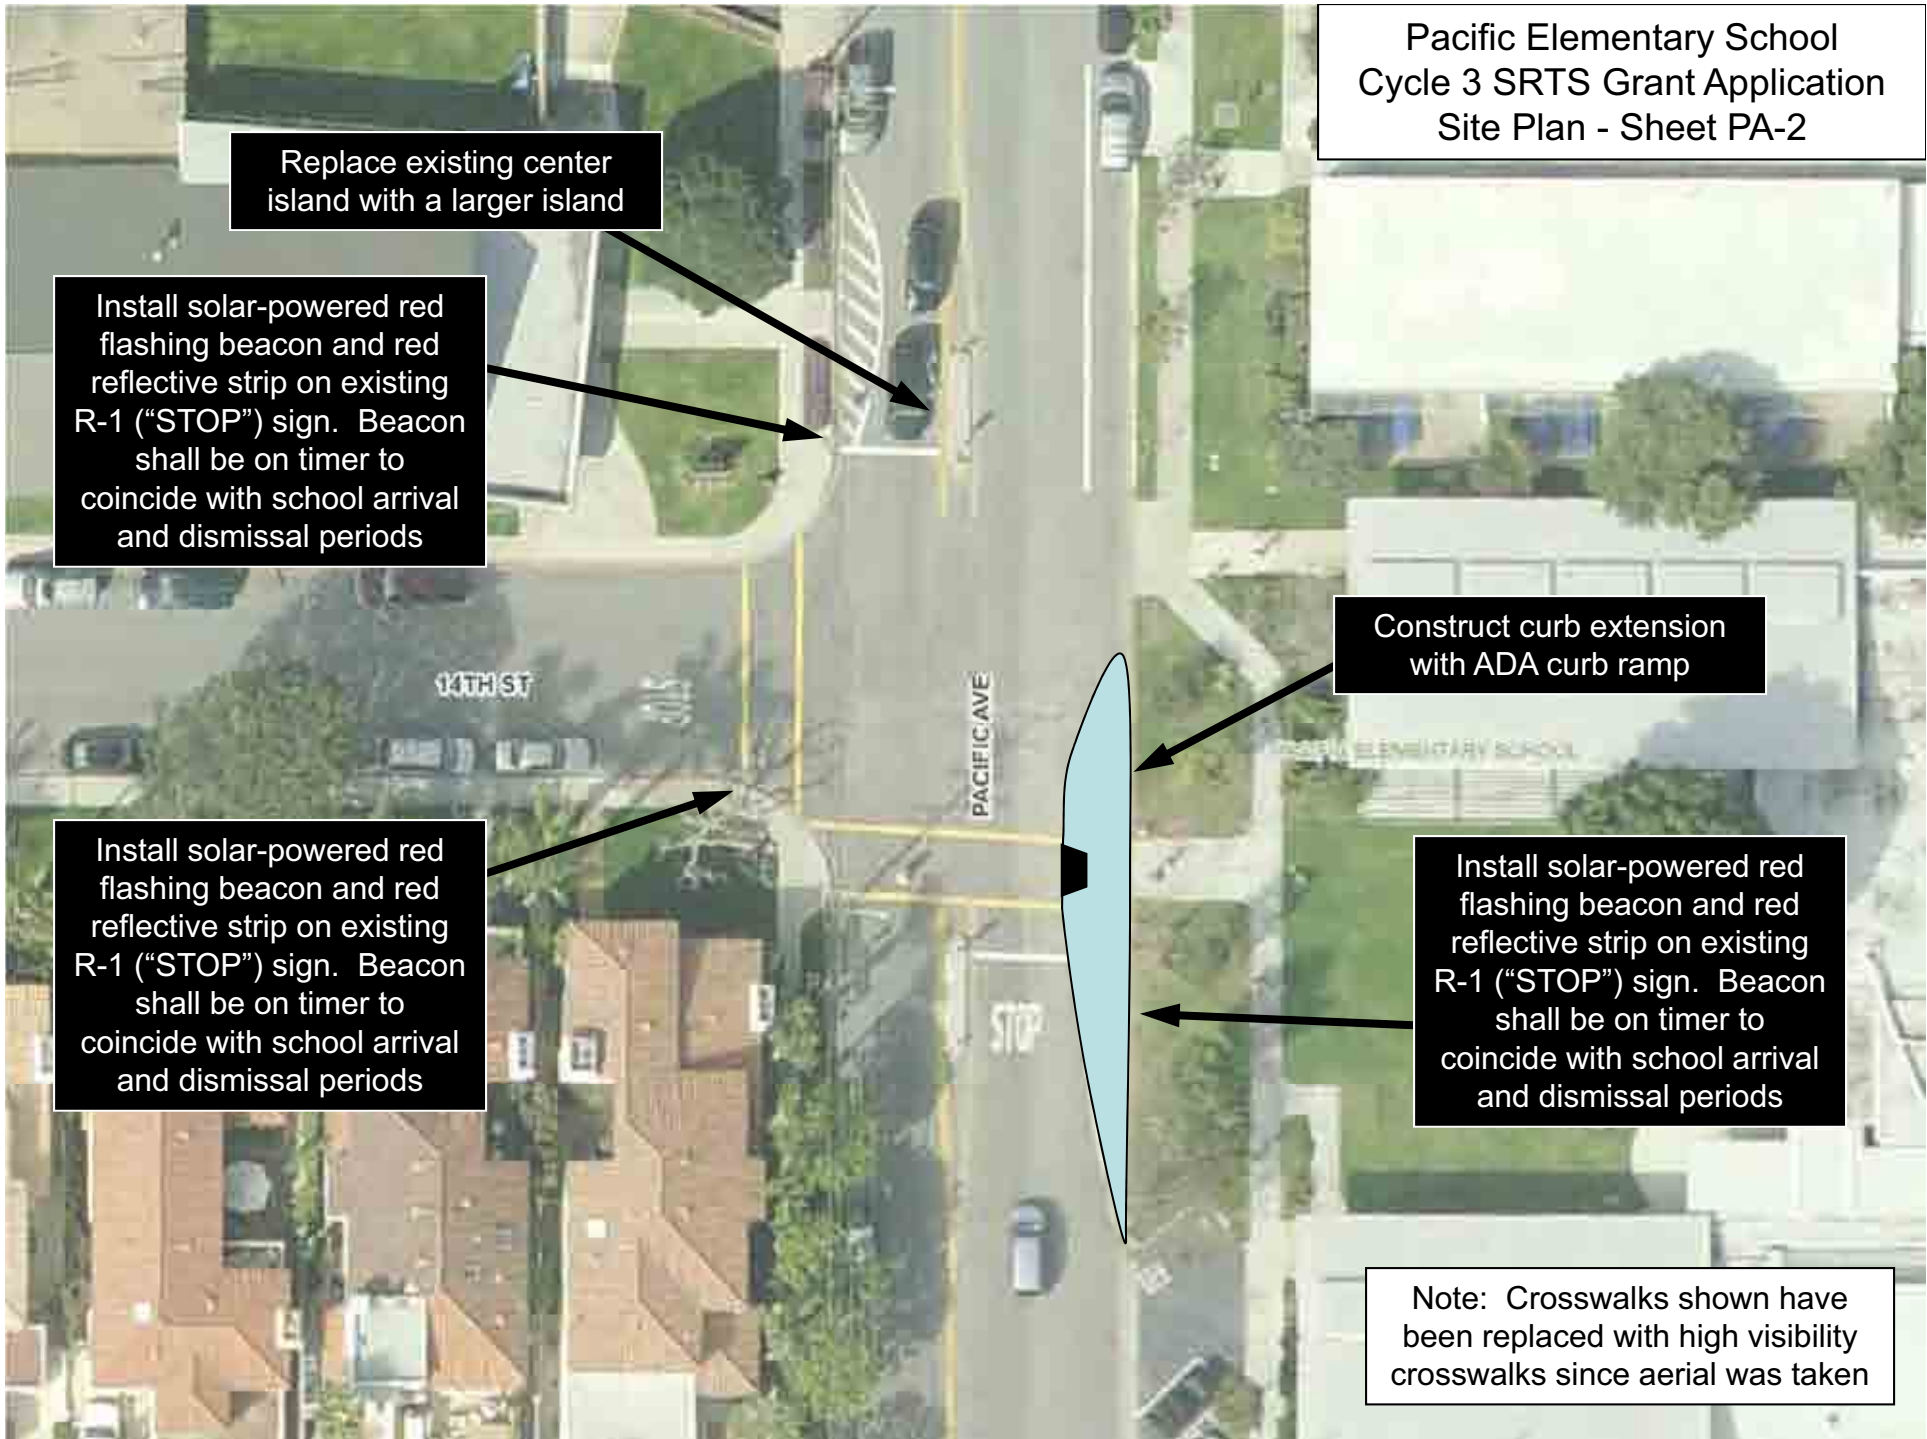 Pacific Elementary School
Cycle 3 SRTS Grant Application
Site Plan - Sheet PA-2
Replace existing center
island with a larger island
Install solar-powered red
flashing beacon and red
reflective strip on existing
R-1 (“STOP”) sign.  Beacon
shall be on timer to
coincide with school arrival
and dismissal periods
Construct curb extension
with ADA curb ramp
14TH ST
PACIFIC AVE
ELEMENTARY SCHOOL
Install solar-powered red
flashing beacon and red
reflective strip on existing
R-1 (“STOP”) sign.  Beacon
shall be on timer to
coincide with school arrival
and dismissal periods
STOP
Install solar-powered red
flashing beacon and red
reflective strip on existing
R-1 (“STOP”) sign.  Beacon
shall be on timer to
coincide with school arrival
and dismissal periods
Note:  Crosswalks shown have
been replaced with high visibility
crosswalks since aerial was taken